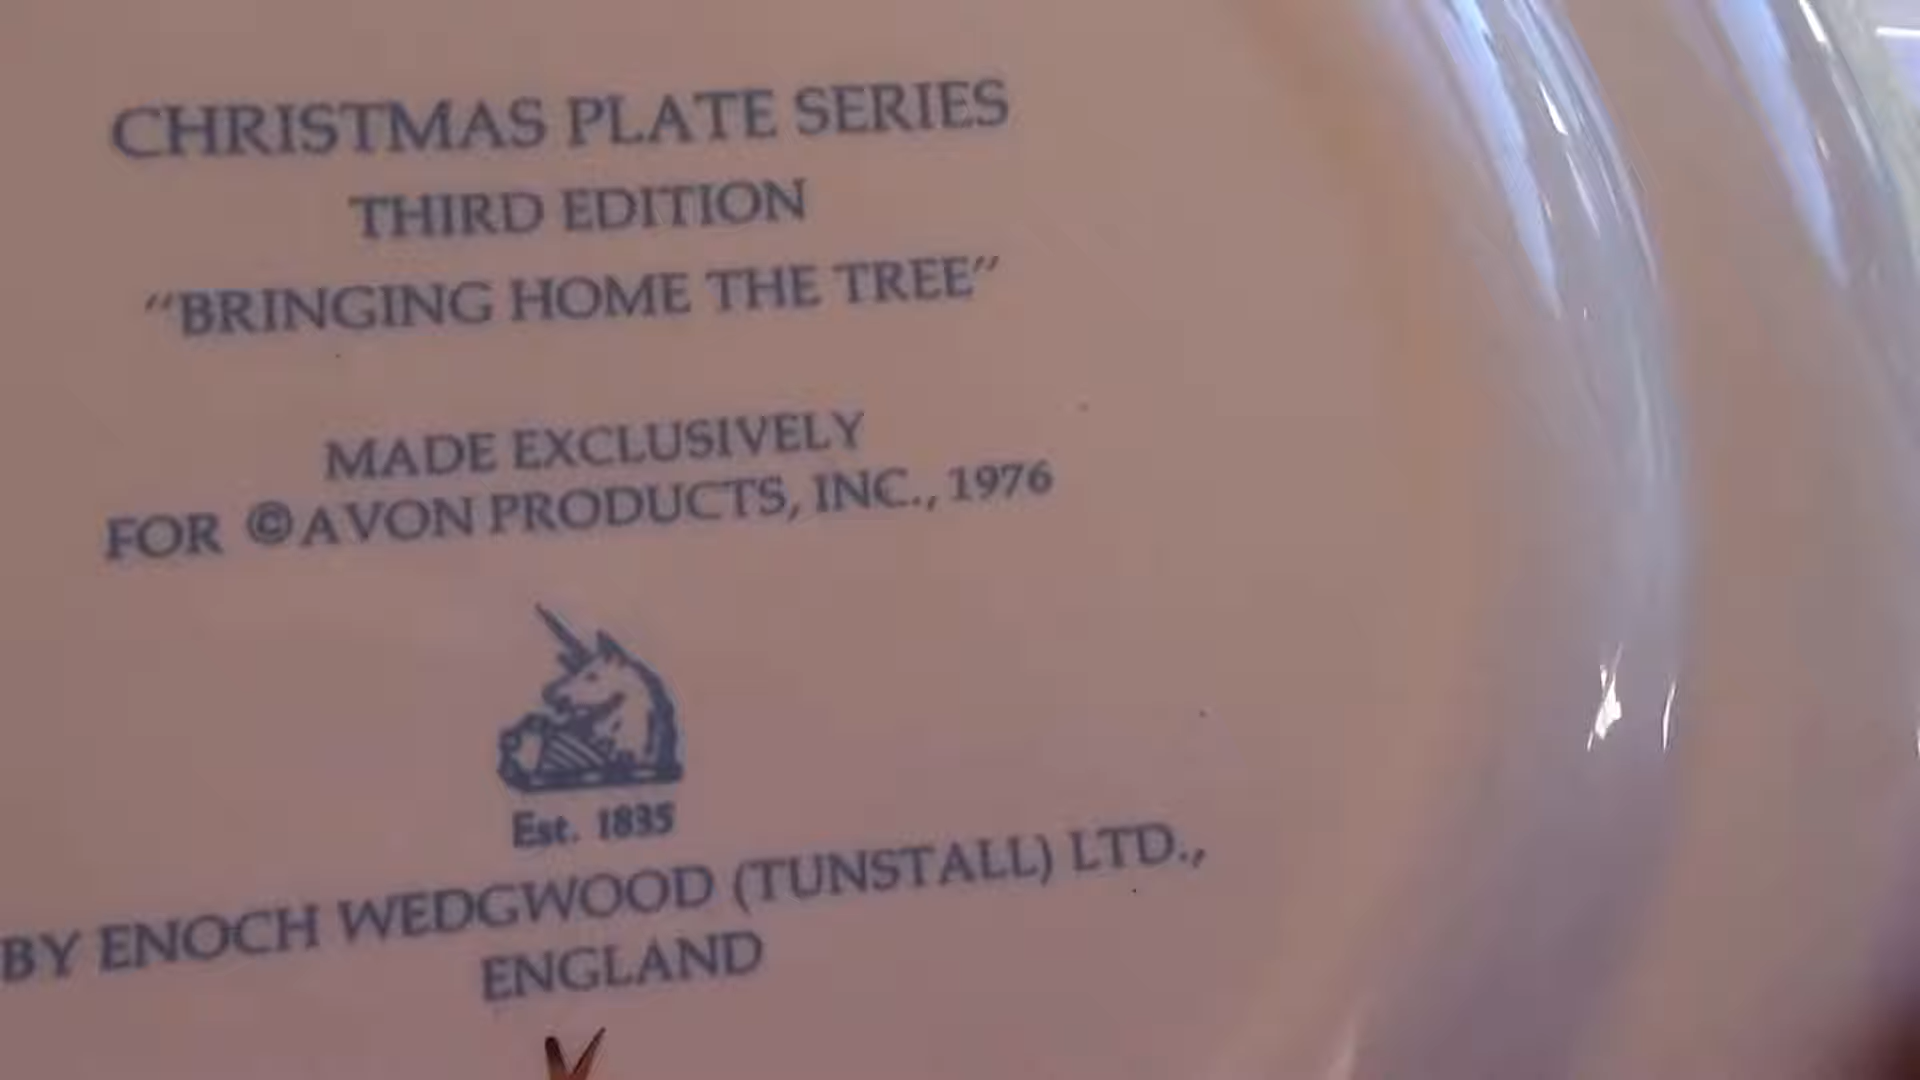 CHRISTMAS PLATE SERIES
THIRD EDITION
"BRINGING HOME THE TREE"
MADE EXCLUSIVELY
FOR ©AVON PRODUCTS, INC., 1976
Est. 1835
BY ENOCH WEDGWOOD (TUNSTALL) LTD.,
ENGLAND